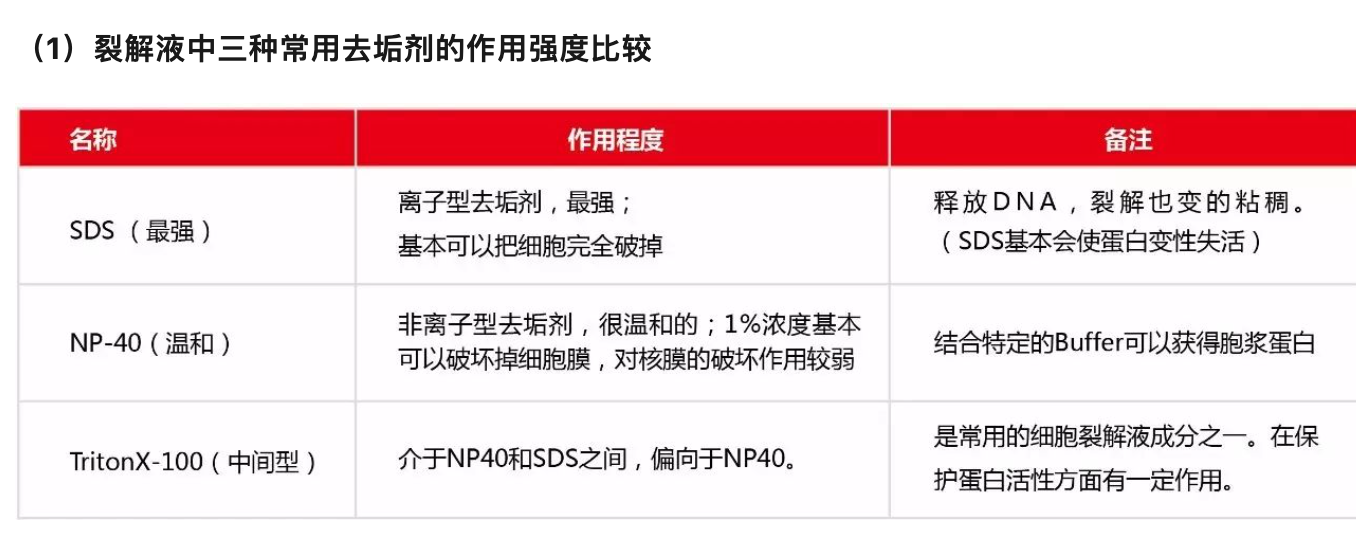 （1）裂解液中三种常用去垢剂的作用强度比较
名称
作用程度
备注
SDS（最强）
离子型去垢剂，最强；
基本可以把细胞完全破掉
释放DNA，裂解也变的粘稠。
（SDS基本会使蛋白变性失活）
NP-40（温和）
非离子型去垢剂，很温和的；1%浓度基本
可以破坏掉细胞膜，对核膜的破坏作用较弱
结合特定的Buffer可以获得胞浆蛋白
TritonX-100（中间型）
介于NP40和SDS之间，偏向于NP40。
是常用的细胞裂解液成分之一。在保
护蛋白活性方面有一定作用。